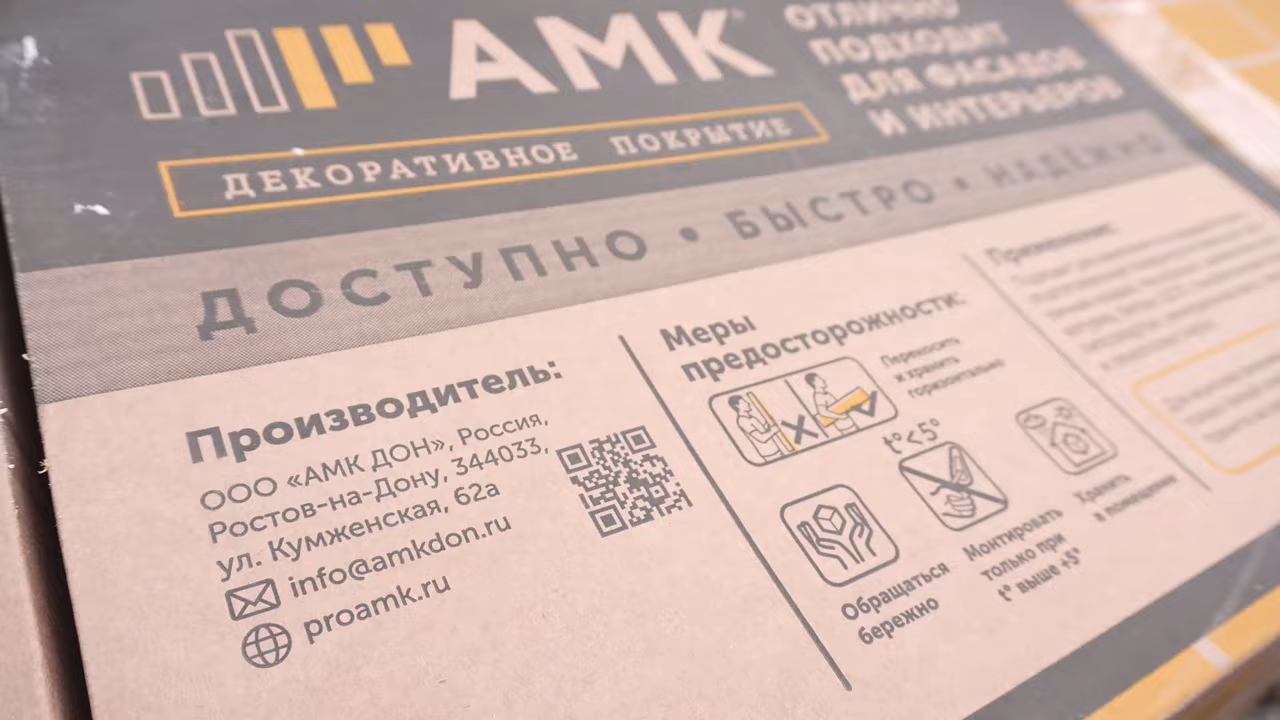 АМК
ДЕКОРАТИВНОЕ ПОКРЫТИЕ
ОТЛИЧНО
ПОДХОДИТ
ДЛЯ ФАСАДОВ
И ИНТЕРЬЕРОВ
ДОСТУПНО • БЫСТРО • НАДЁЖНО
Производитель:
ООО «АМК ДОН», Россия,
Ростов-на-Дону, 344033,
ул. Кумженская, 62а
info@amkdon.ru
proamk.ru
Меры
предосторожности:
Переносить
и хранить
горизонтально
t°<5°
Обращаться
бережно
Монтировать
только при
t° выше +5°
Хранить
в помещении